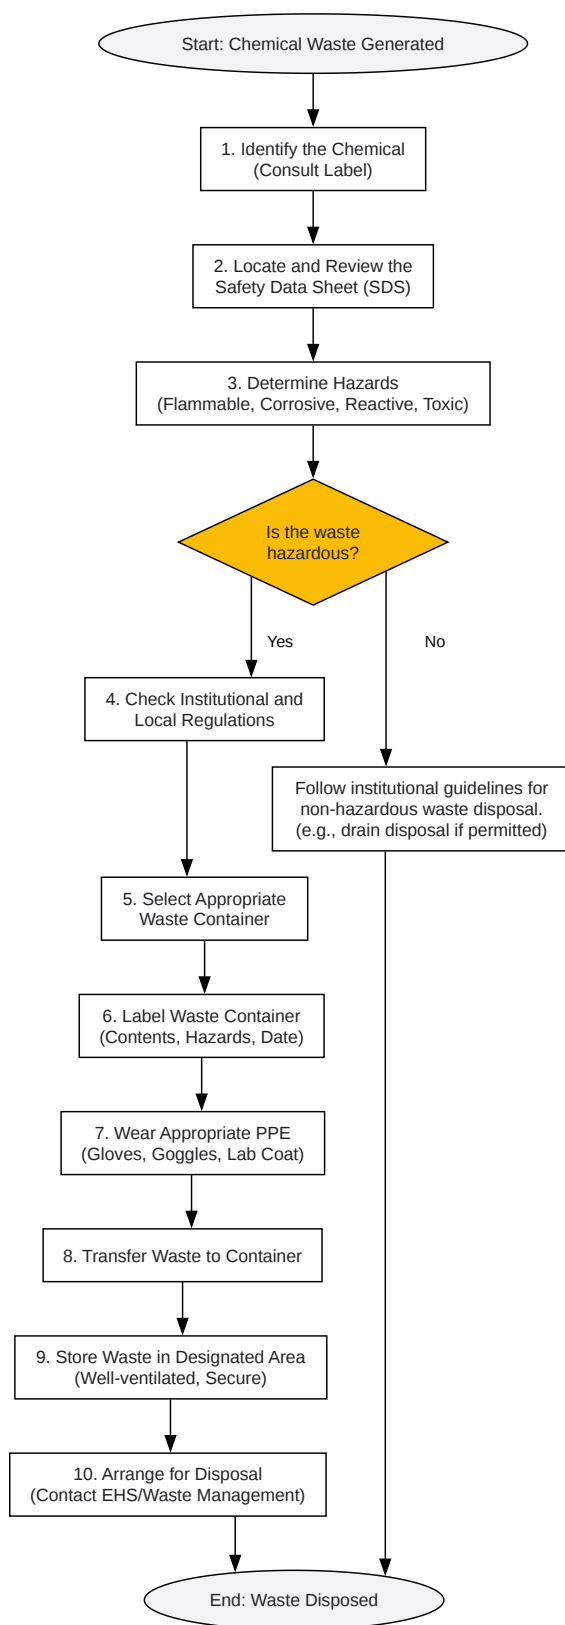 Start: Chemical Waste Generated
1. Identify the Chemical
(Consult Label)
2. Locate and Review the
Safety Data Sheet (SDS)
3. Determine Hazards
(Flammable, Corrosive, Reactive, Toxic)
Is the waste
hazardous?
Yes
No
4. Check Institutional and
Local Regulations
Follow institutional guidelines for
non-hazardous waste disposal.
(e.g., drain disposal if permitted)
5. Select Appropriate
Waste Container
6. Label Waste Container
(Contents, Hazards, Date)
7. Wear Appropriate PPE
(Gloves, Goggles, Lab Coat)
8. Transfer Waste to Container
9. Store Waste in Designated Area
(Well-ventilated, Secure)
10. Arrange for Disposal
(Contact EHS/Waste Management)
End: Waste Disposed